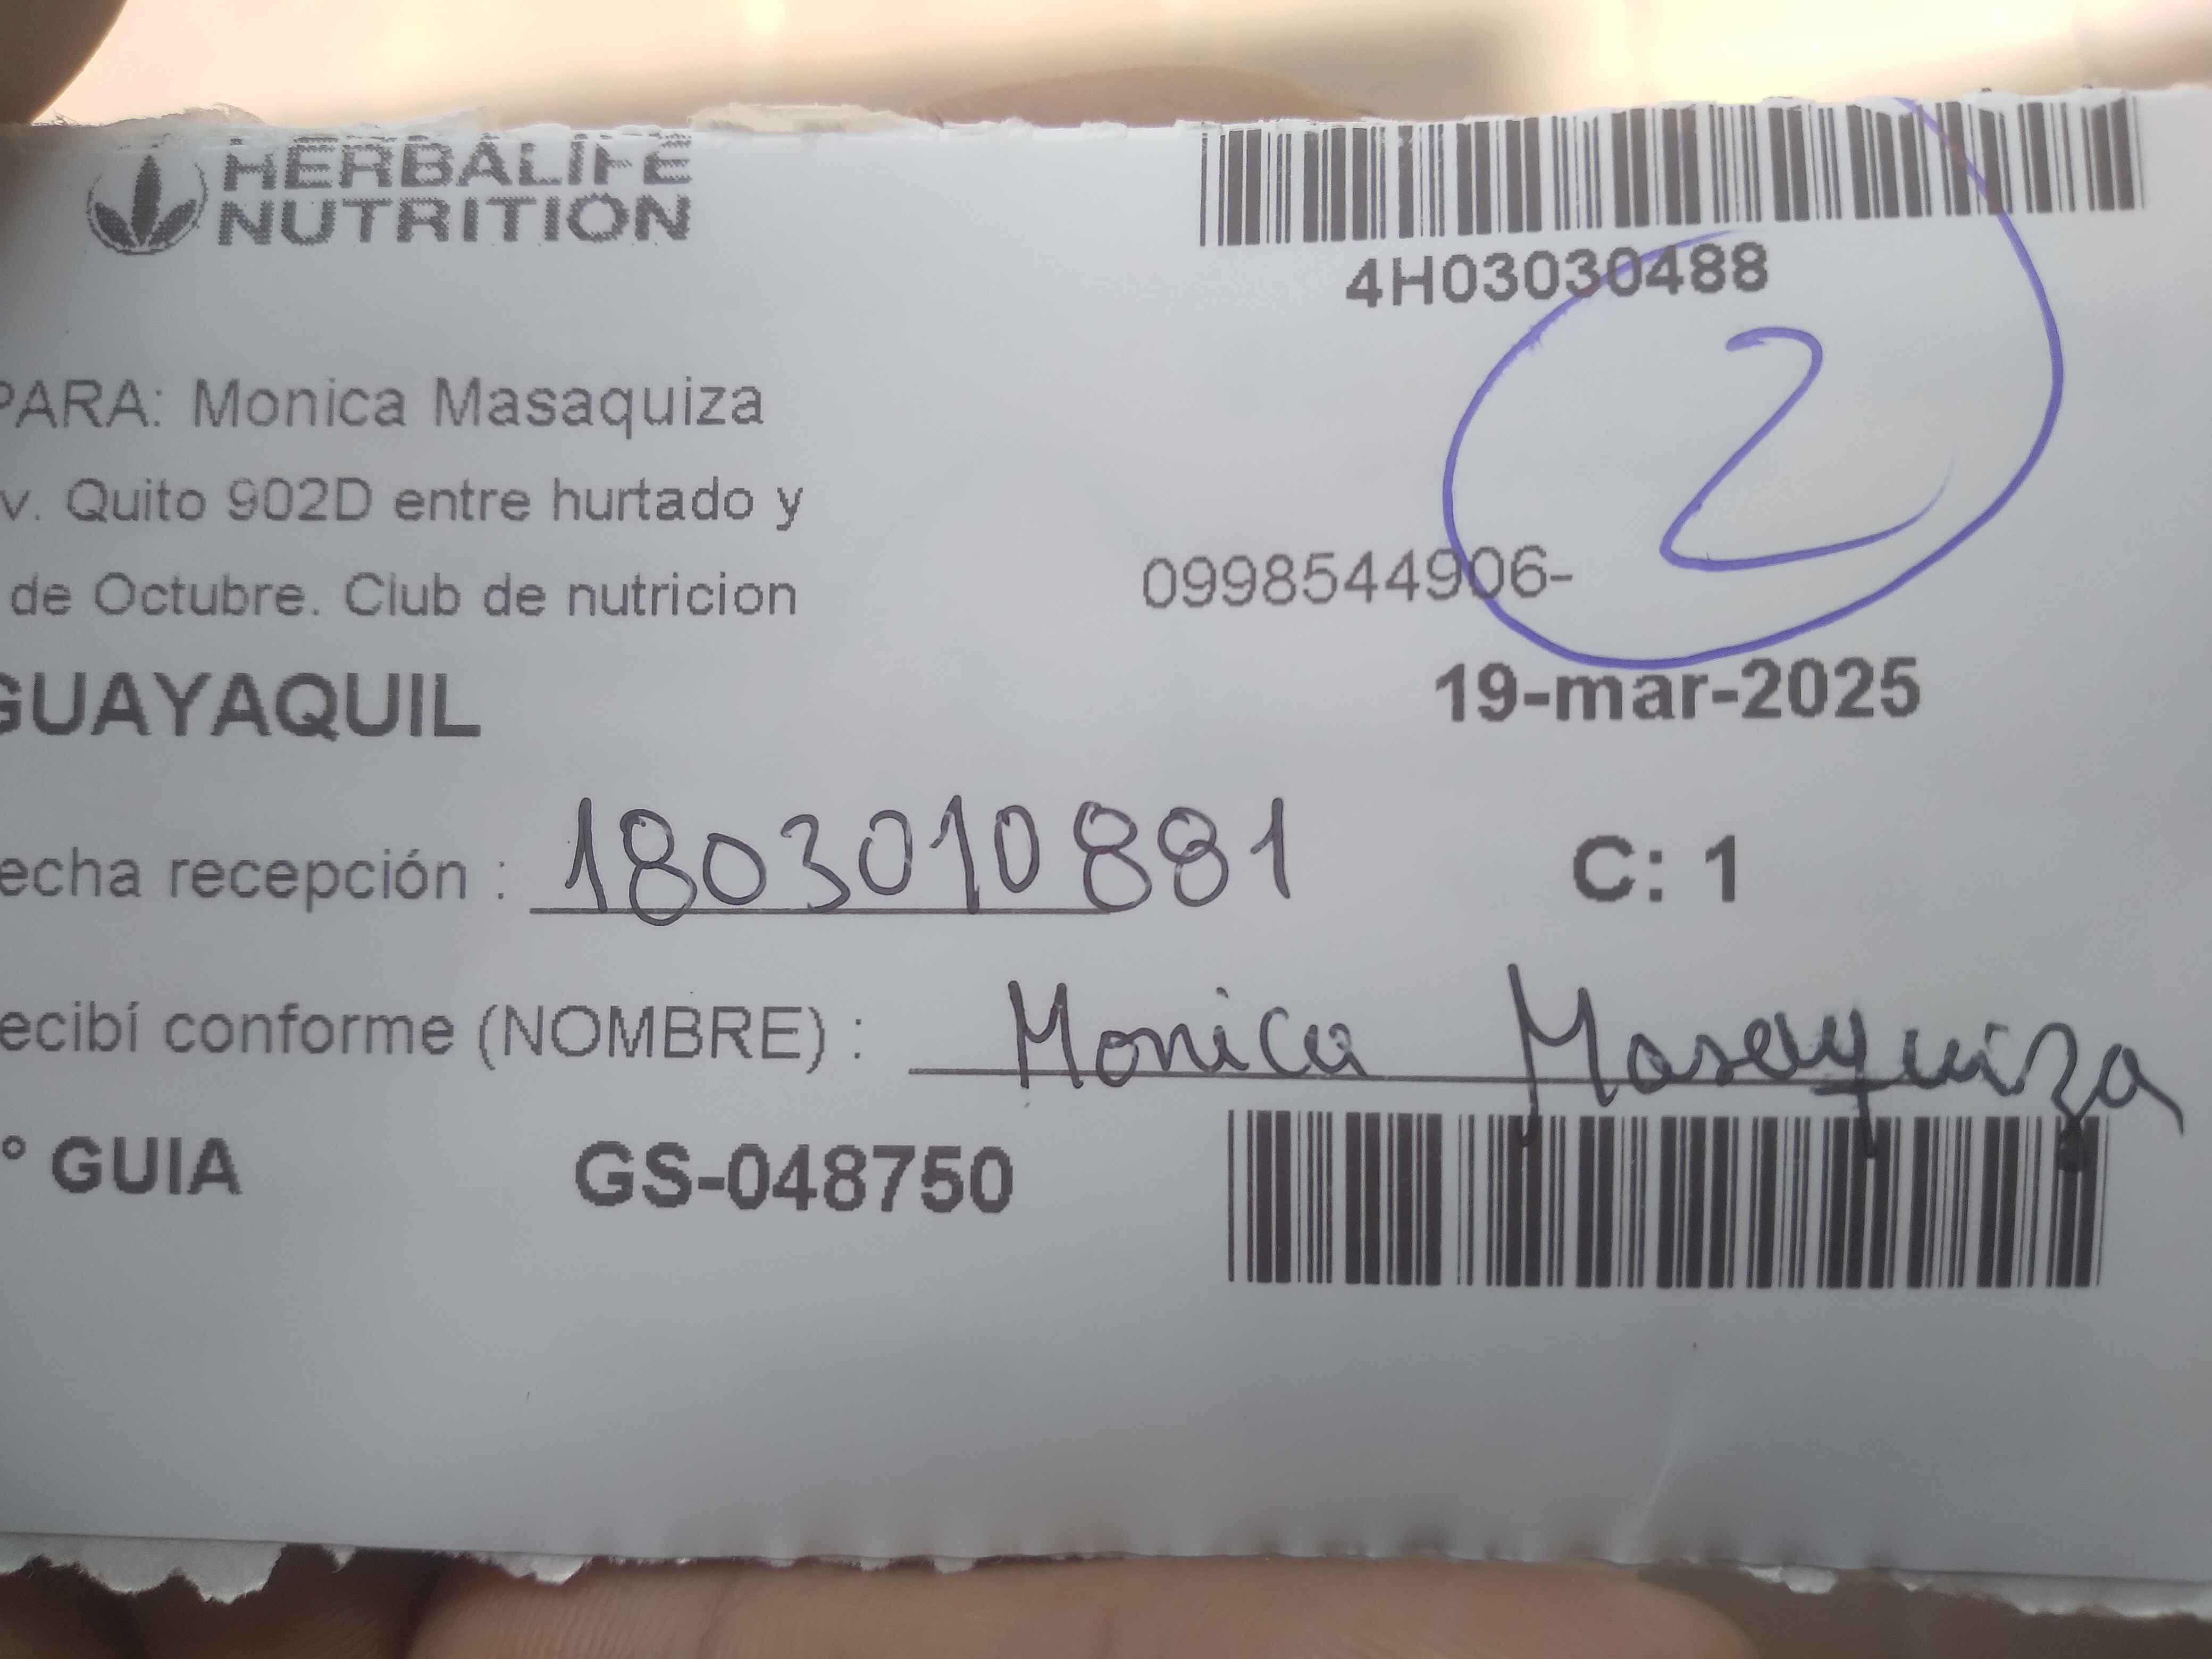 HERBALIFE
NUTRITION
4H03030488
2
PARA: Monica Masaquiza
v. Quito 902D entre hurtado y
de Octubre. Club de nutricion
0998544906-
GUAYAQUIL
19-mar-2025
echa recepción : 1803010881
C: 1
ecibí conforme (NOMBRE) : Monica Masaquiza
° GUIA GS-048750